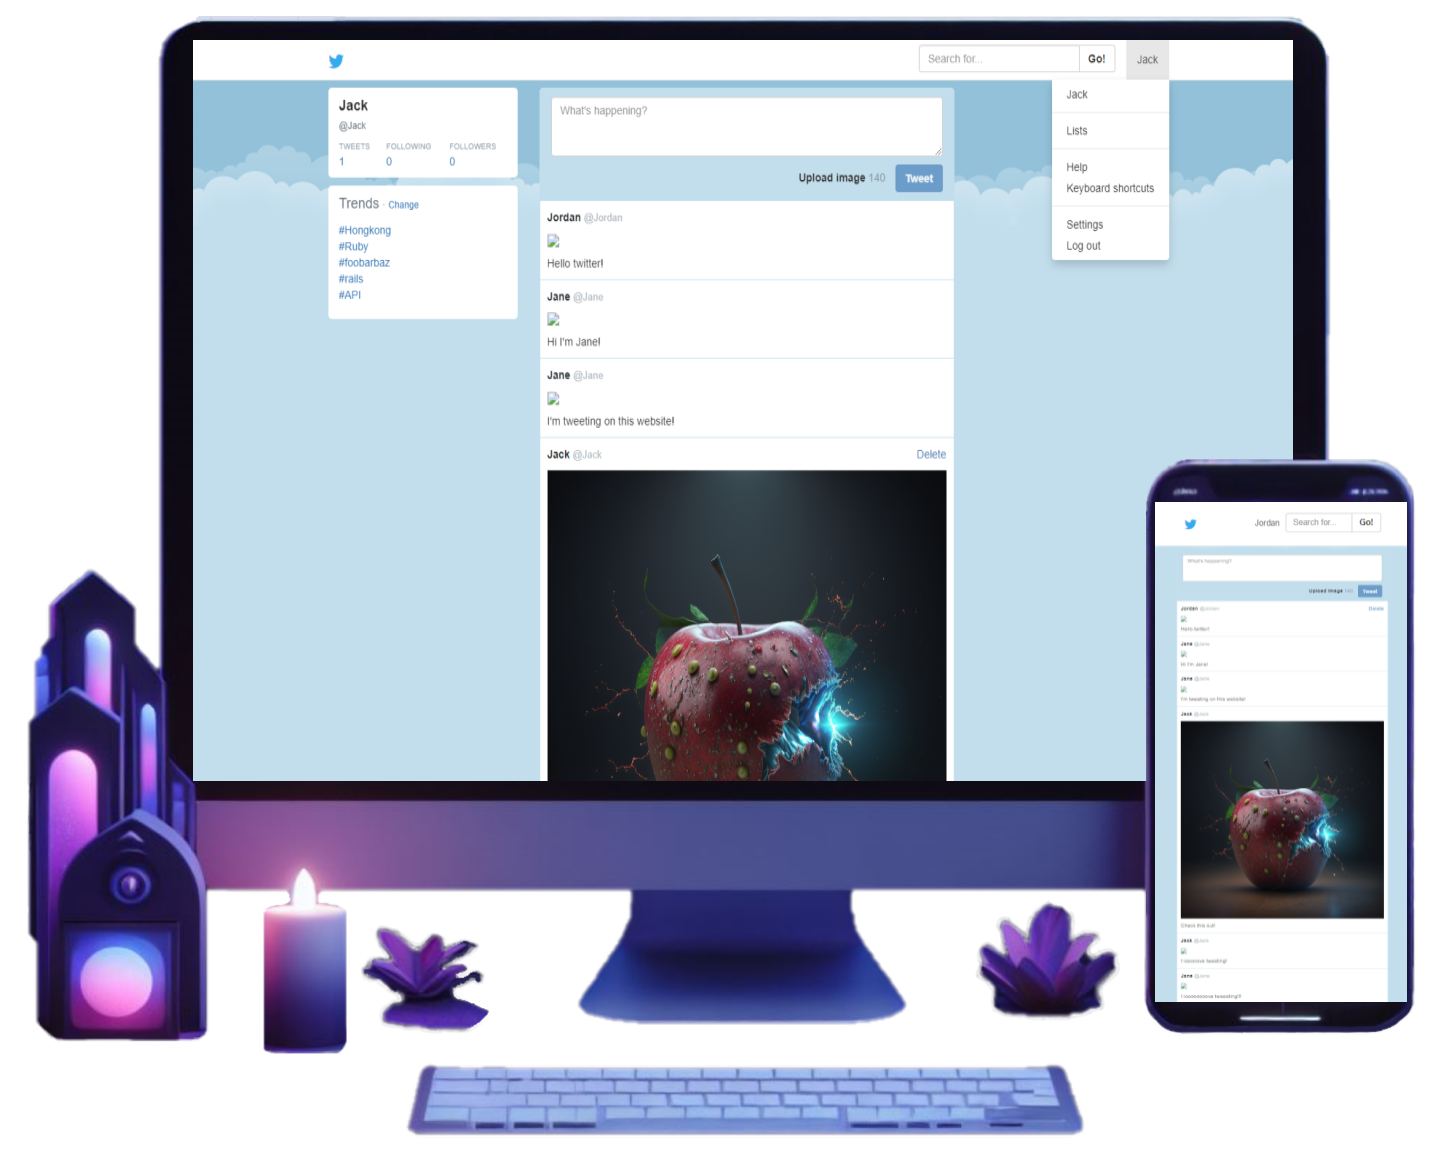 Search for...
Go!
Jack
Jack
@Jack
TWEETS FOLLOWING FOLLOWERS
1 0 0
Trends · Change
#Hongkong
#Ruby
#foobarbaz
#rails
#API
What's happening?
Upload image 140 Tweet
Jordan @Jordan
Hello twitter!
Jane @Jane
Hi I'm Jane!
Jane @Jane
I'm tweeting on this website!
Jack @Jack Delete
Jack
Lists
Help
Keyboard shortcuts
Settings
Log out
Jordan Search for... Go!
What's happening?
Upload image 140 Tweet
Jordan @Jordan Delete
Hello twitter!
Jane @Jane
Hi I'm Jane!
Jane @Jane
I'm tweeting on this website!
Jack @Jack
Check this out!
Jack @Jack
tweeting!
Jane @Jane